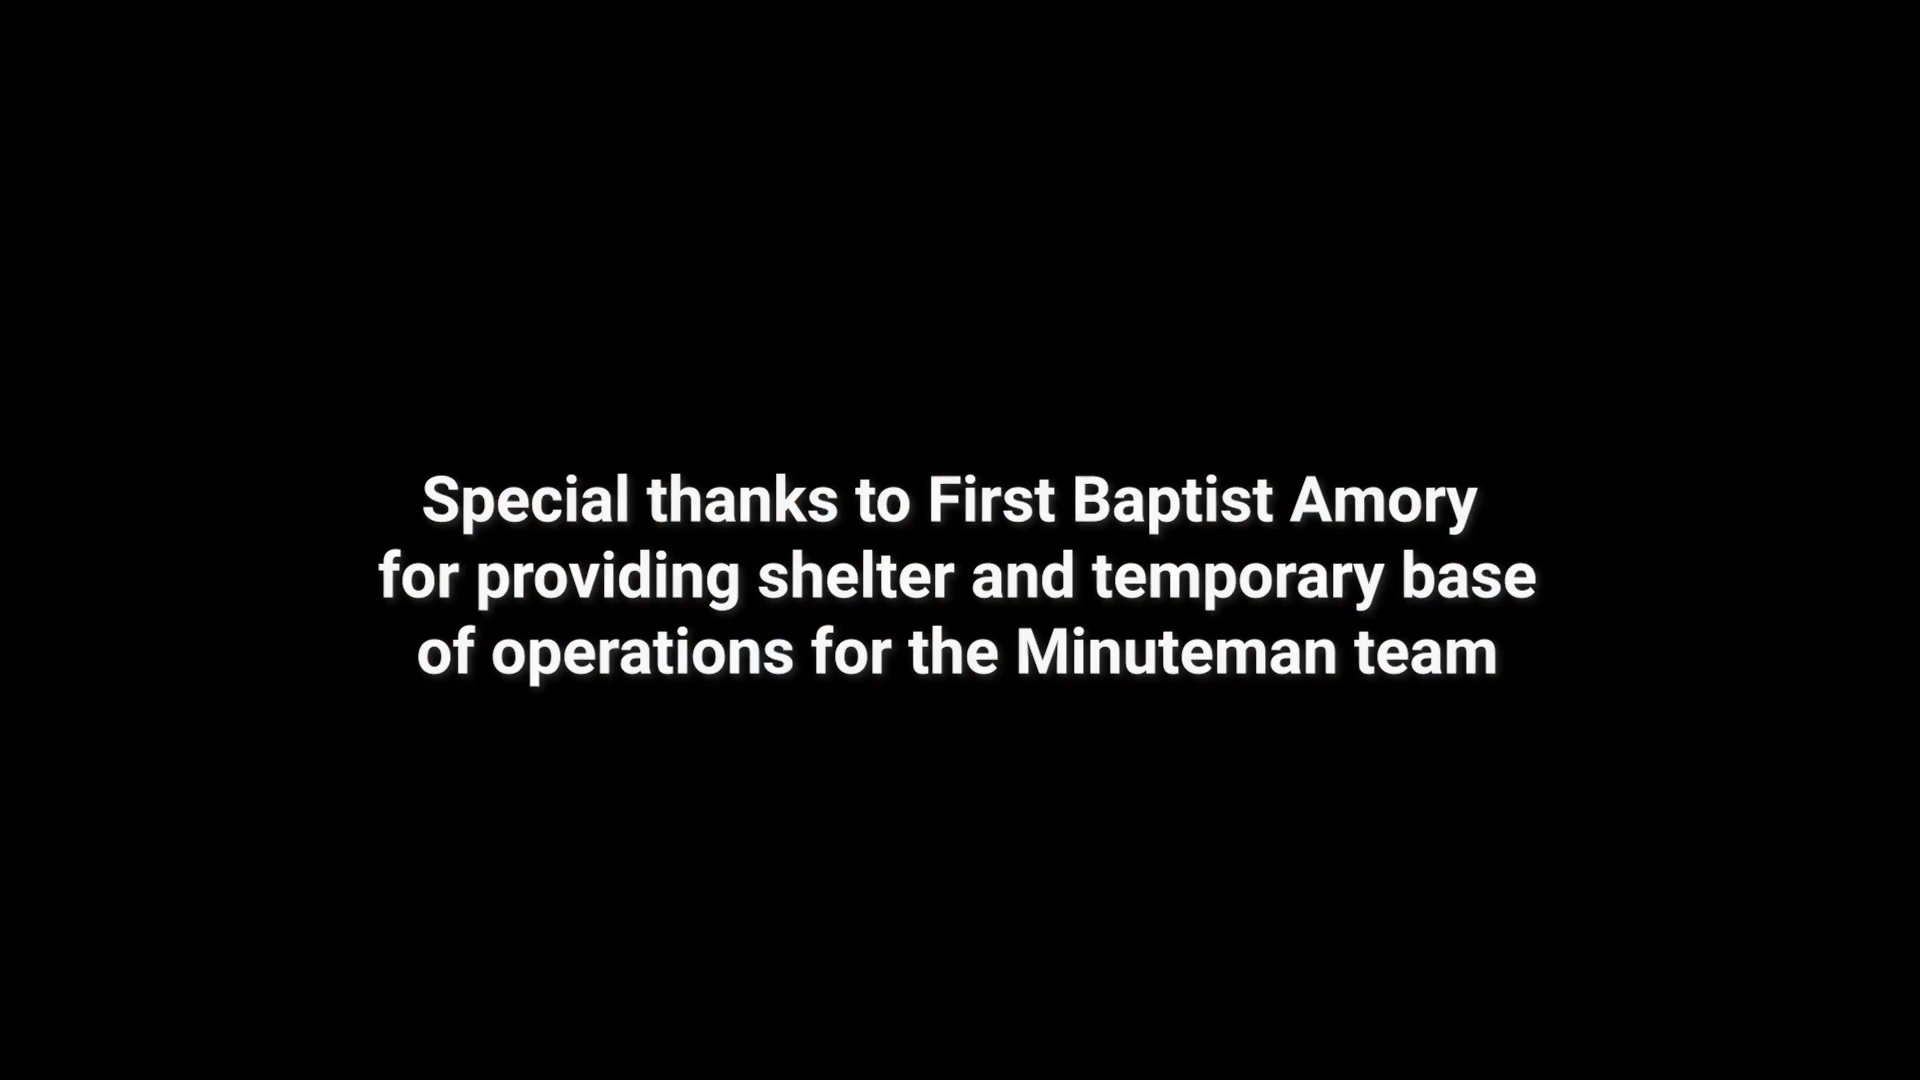 Special thanks to First Baptist Amory
for providing shelter and temporary base
of operations for the Minuteman team